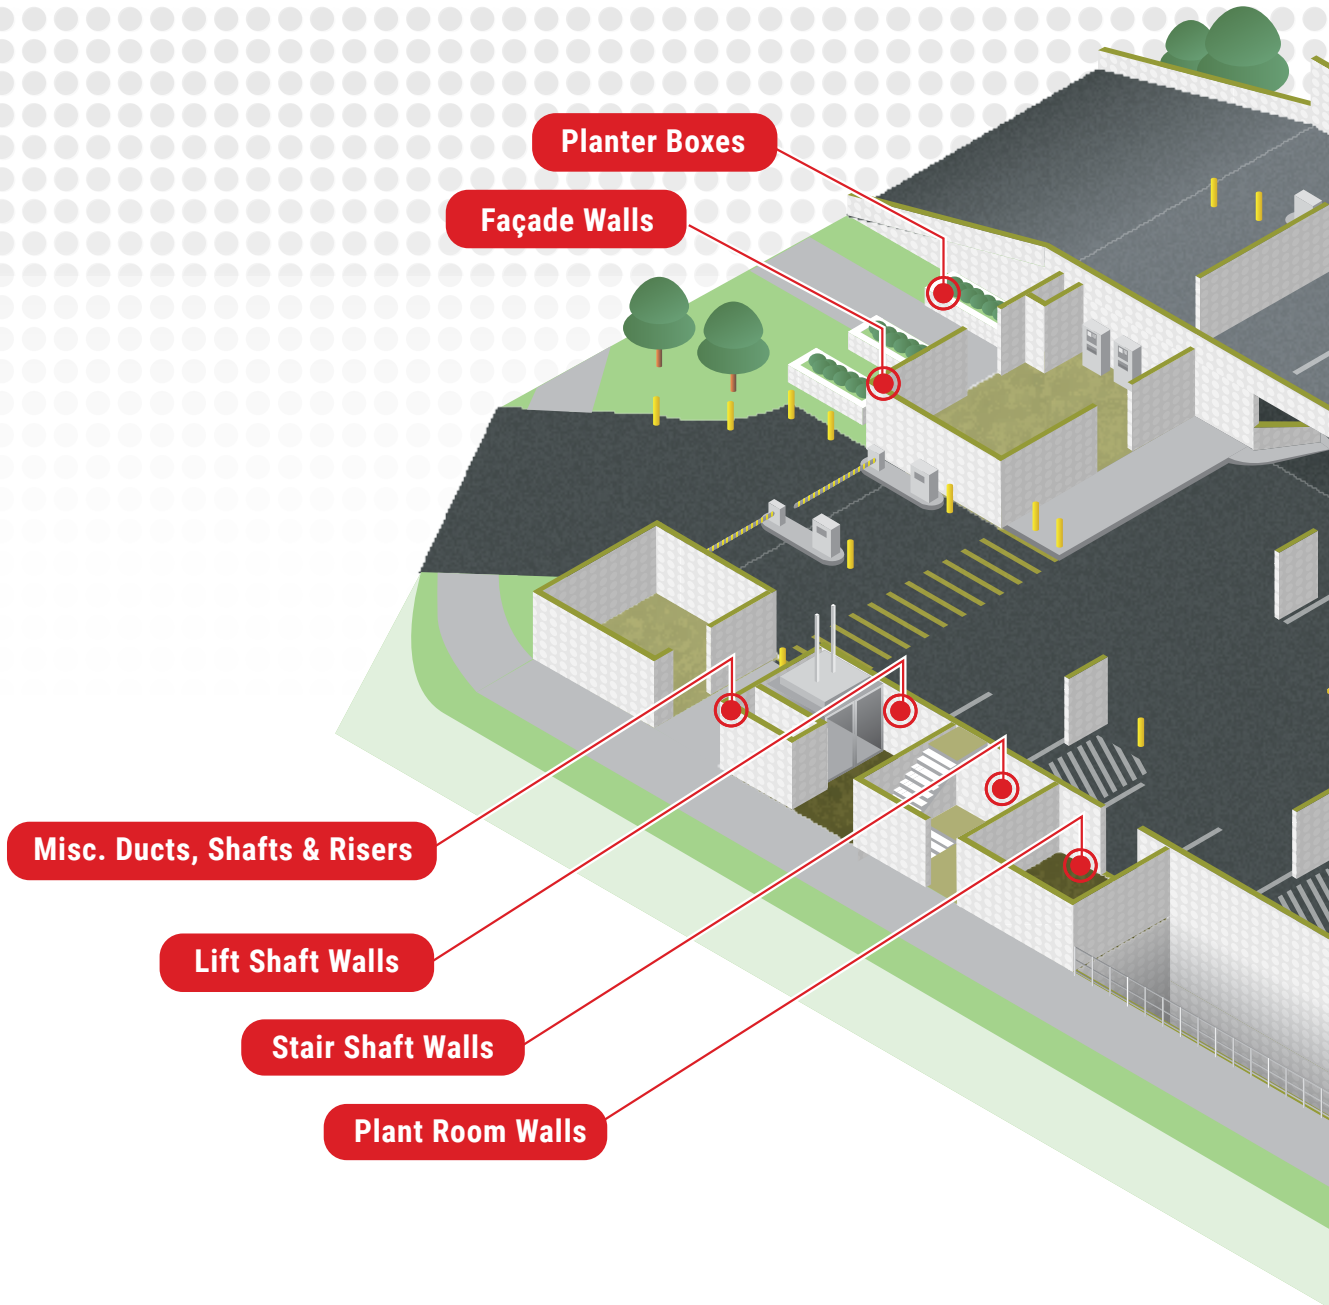 Planter Boxes
Façade Walls
Misc. Ducts, Shafts & Risers
Lift Shaft Walls
Stair Shaft Walls
Plant Room Walls